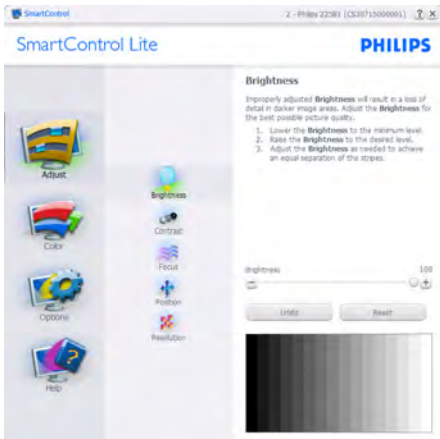 SmartControl
2 - Philips 225B1 (CS30715000001)
? X
SmartControl Lite
PHILIPS
Brightness
Improperly adjusted Brightness will result in a loss of
detail in darker image areas. Adjust the Brightness for
the best possible picture quality.
1. Lower the Brightness to the minimum level.
2. Raise the Brightness to the desired level.
3. Adjust the Brightness as needed to achieve
an equal separation of the stripes.
Adjust
Color
Options
Help
Brightness
Contrast
Focus
Position
Resolution
Brightness
100
Undo
Reset